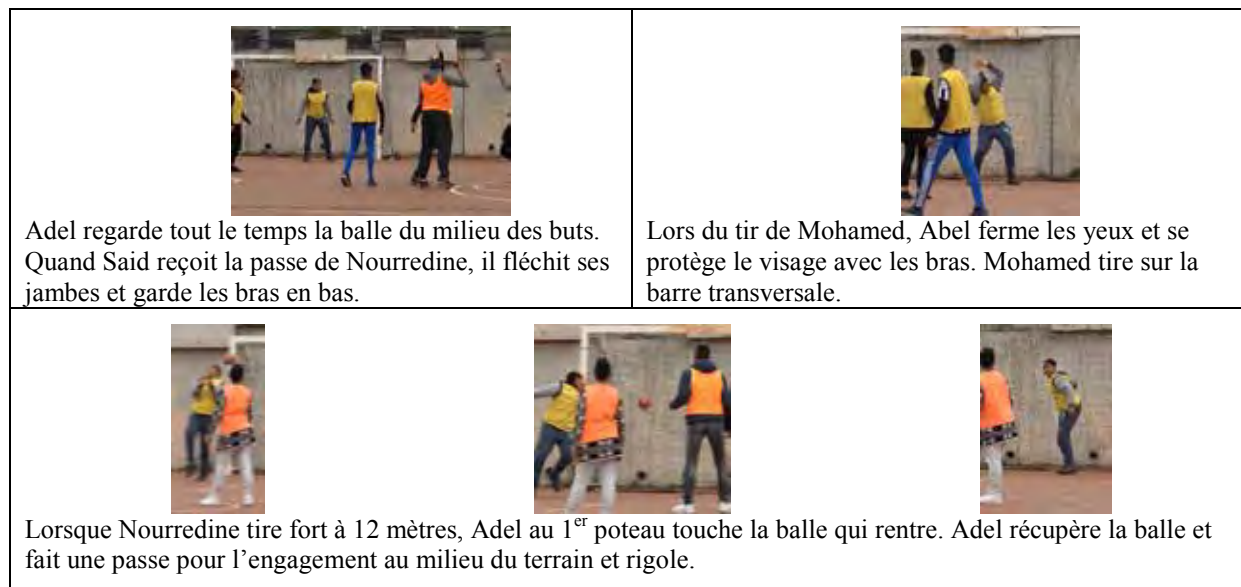 Adel regarde tout le temps la balle du milieu des buts.
Quand Said reçoit la passe de Nourredine, il fléchit ses
jambes et garde les bras en bas.
Lors du tir de Mohamed, Abel ferme les yeux et se
protège le visage avec les bras. Mohamed tire sur la
barre transversale.
Lorsque Nourredine tire fort à 12 mètres, Adel au 1er poteau touche la balle qui rentre. Adel récupère la balle et
fait une passe pour l’engagement au milieu du terrain et rigole.